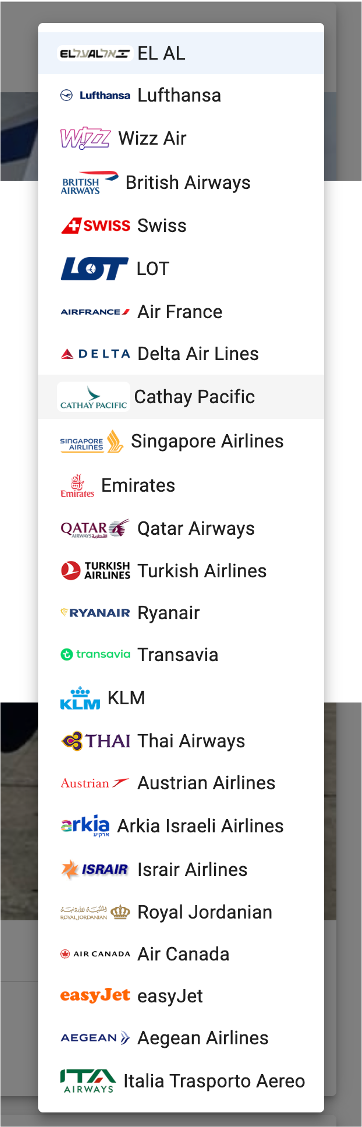 ELעלאלEL אל על EL AL
Lufthansa Lufthansa
WIZZ Wizz Air
BRITISH AIRWAYS British Airways
SWISS Swiss
LOT LOT
AIRFRANCE Air France
DELTA Delta Air Lines
CATHAY PACIFIC Cathay Pacific
SINGAPORE AIRLINES Singapore Airlines
Emirates Emirates
QATAR AIRWAYS Qatar Airways
TURKISH AIRLINES Turkish Airlines
RYANAIR Ryanair
transavia Transavia
KLM KLM
THAI Thai Airways
Austrian Austrian Airlines
arkia ארקיע Arkia Israeli Airlines
ISRAIR Israir Airlines
ROYAL JORDANIAN Royal Jordanian
AIR CANADA Air Canada
easyJet easyJet
AEGEAN Aegean Airlines
ITA AIRWAYS Italia Trasporto Aereo